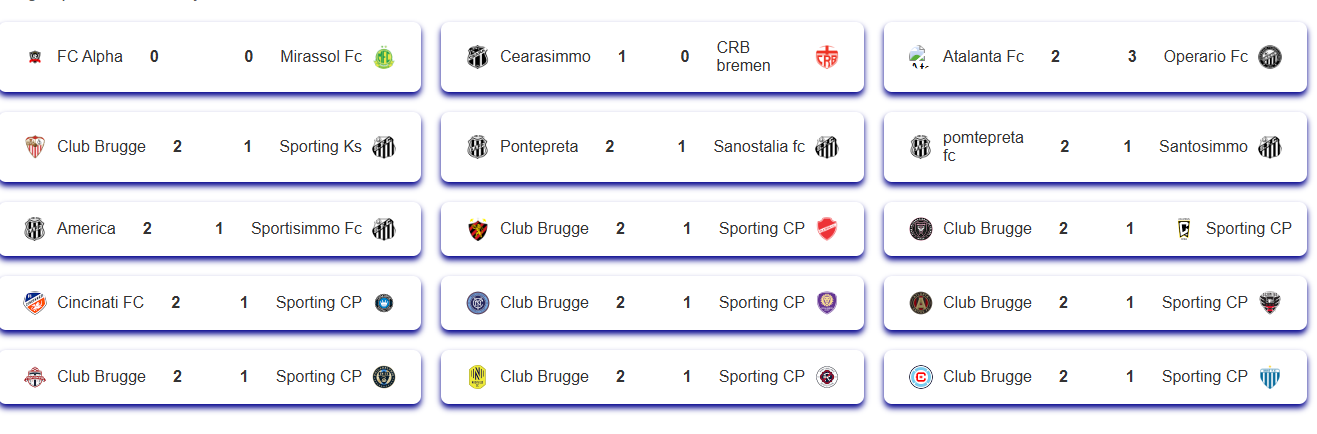 FC Alpha 0 0 Mirassol Fc
Cearasimmo 1 0 CRB
bremen
Atalanta Fc 2 3 Operario Fc
Club Brugge 2 1 Sporting Ks
Pontepreta 2 1 Sanostalia fc
pomtepreta
fc 2 1 Santosimmo
America 2 1 Sportisimmo Fc
Club Brugge 2 1 Sporting CP
Club Brugge 2 1 Sporting CP
Cincinati FC 2 1 Sporting CP
Club Brugge 2 1 Sporting CP
Club Brugge 2 1 Sporting CP
Club Brugge 2 1 Sporting CP
Club Brugge 2 1 Sporting CP
Club Brugge 2 1 Sporting CP